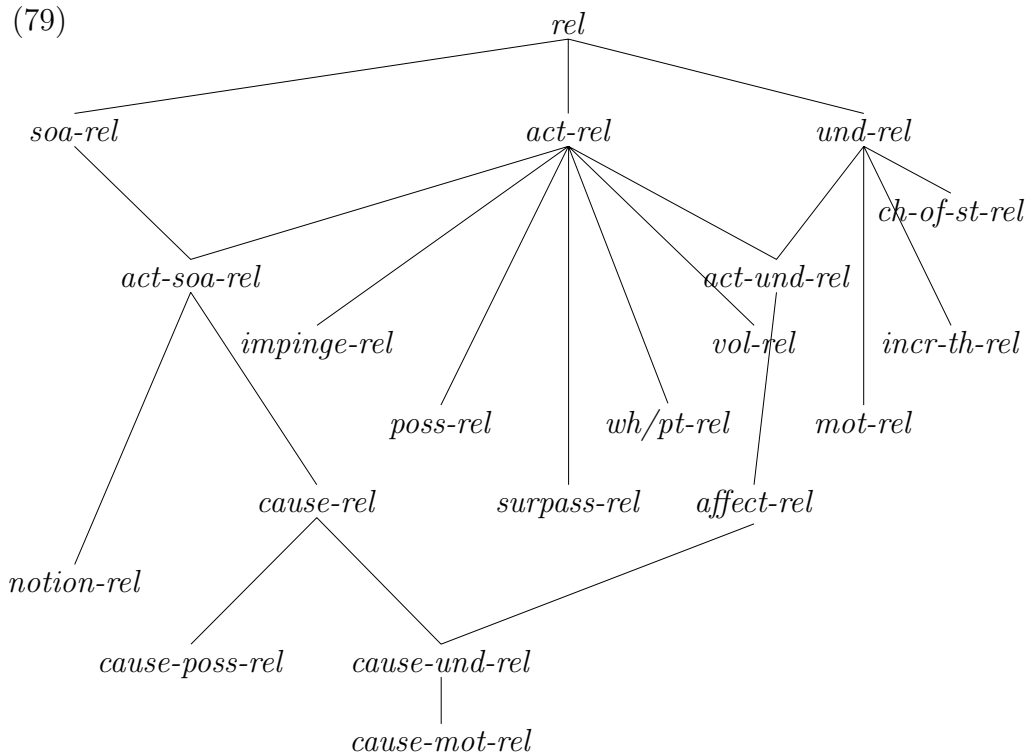 (79)
rel
soa-rel act-rel und-rel
ch-of-st-rel
act-soa-rel act-und-rel
impinge-rel vol-rel incr-th-rel
poss-rel wh/pt-rel mot-rel
cause-rel surpass-rel affect-rel
notion-rel
cause-poss-rel cause-und-rel
cause-mot-rel